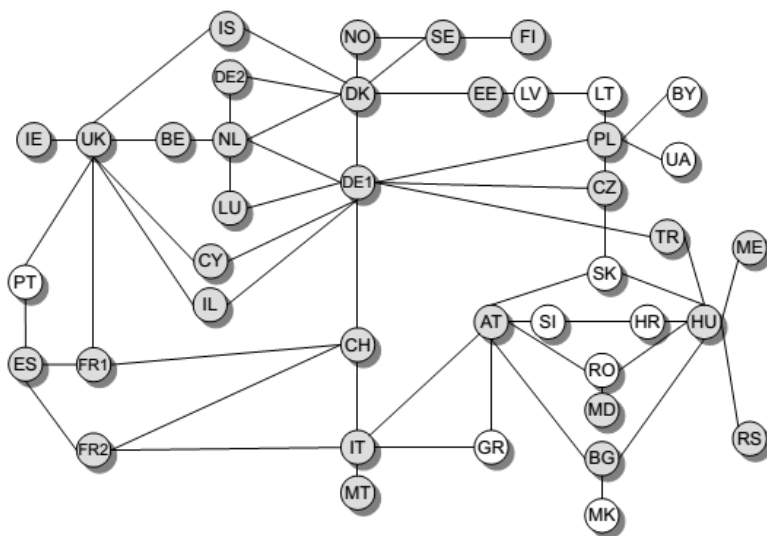 IS
NO
SE
FI
DE2
DK
EE
LV
LT
BY
IE
UK
BE
NL
PL
UA
LU
DE1
CZ
CY
TR
ME
PT
IL
SK
AT
SI
HR
HU
ES
FR1
CH
RO
MD
FR2
IT
GR
BG
RS
MT
MK